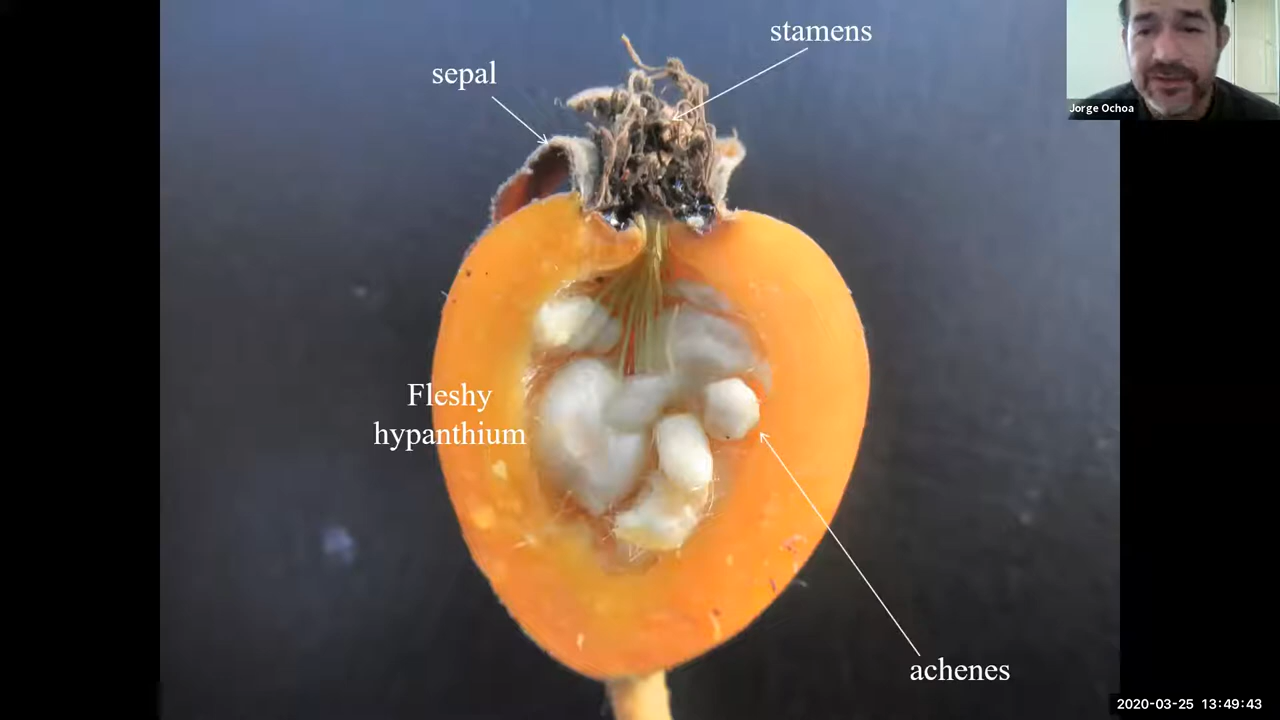 stamens
sepal
Jorge Ochoa
Fleshy
hypanthium
achenes
2020-03-25 13:49:43